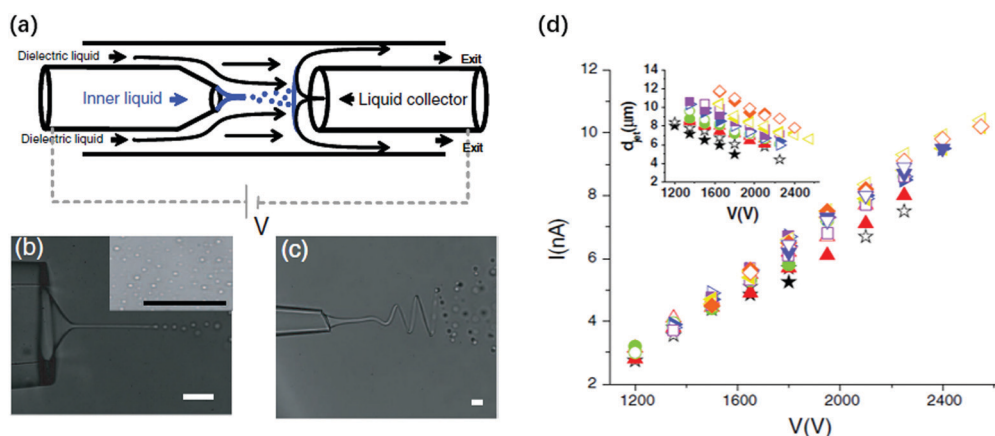 (a)
Dielectric liquid
Exit
Inner liquid
Liquid collector
Dielectric liquid
Exit
V
(b)
(c)
(d)
I(nA)
12
10
8
6
4
2
1200
1600
2000
2400
V(V)
d jet (μm)
14
12
10
8
6
4
2
1200
1600
2000
2400
V(V)